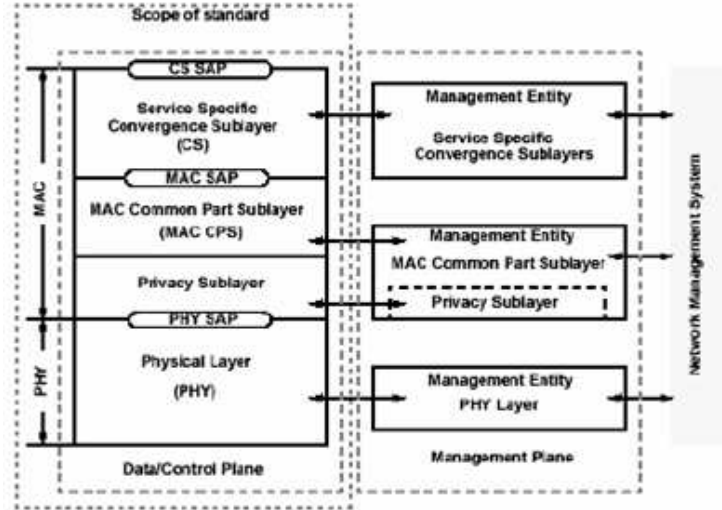 Scope of standard
CS SAP
Service Specific
Convergence Sublayer
(CS)
MAC SAP
MAC Common Part Sublayer
(MAC CPS)
Privacy Sublayer
PHY SAP
Physical Layer
(PHY)
Data/Control Plane
MAC
PHY
Management Entity
Service Specific
Convergence Sublayers
Management Entity
MAC Common Part Sublayer
Privacy Sublayer
Management Entity
PHY Layer
Management Plane
Network Management System